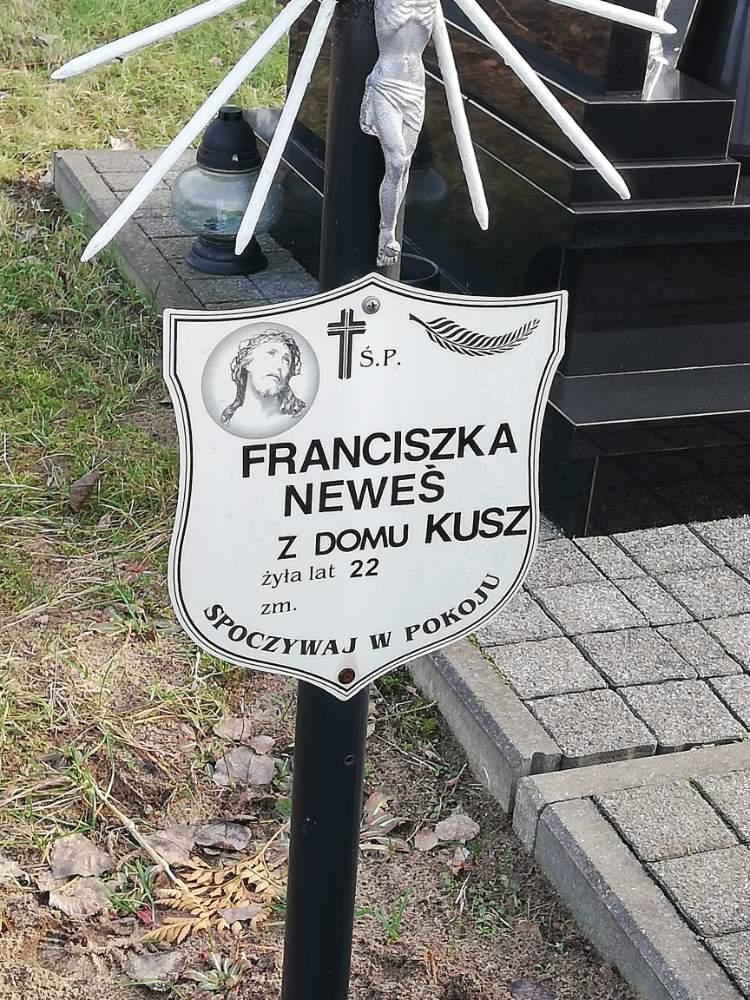 Ś.P.
FRANCISZKA
NEWEŚ
Z DOMU KUSZ
żyła lat 22
zm.
SPOCZYWAJ W POKOJU